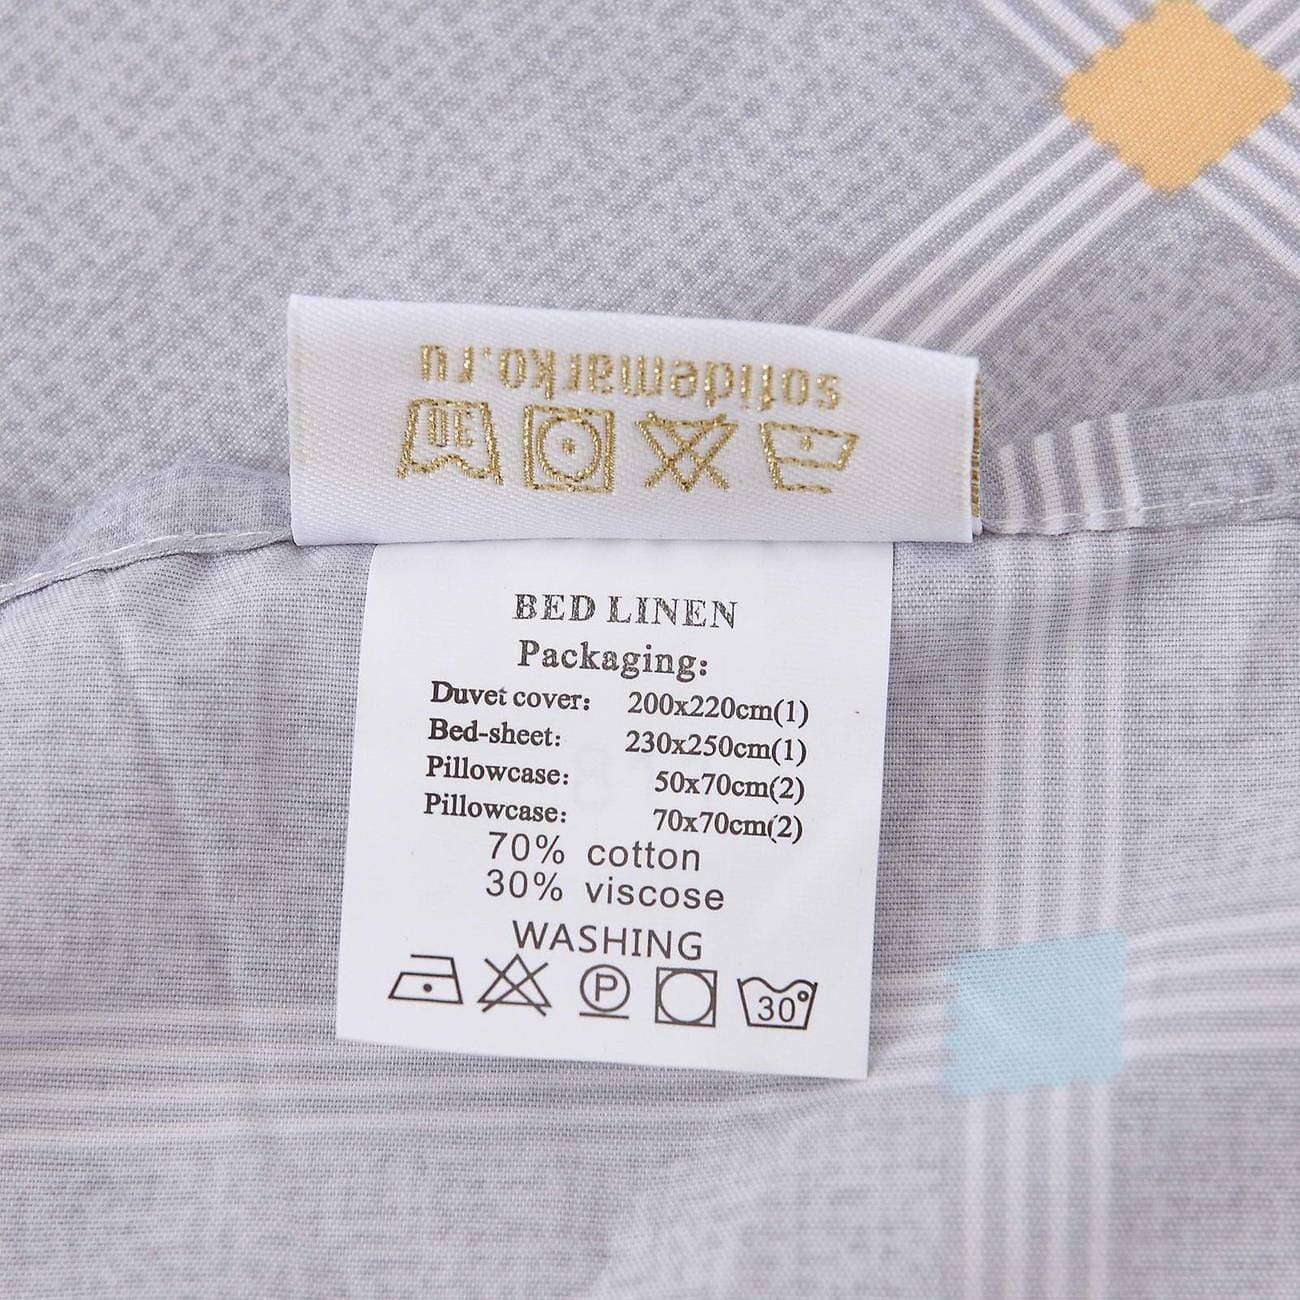 sofidemarko.ru
30
BED LINEN
Packaging:
Duvet cover: 200x220cm(1)
Bed-sheet: 230x250cm(1)
Pillowcase: 50x70cm(2)
Pillowcase: 70x70cm(2)
70% cotton
30% viscose
WASHING
P 30°